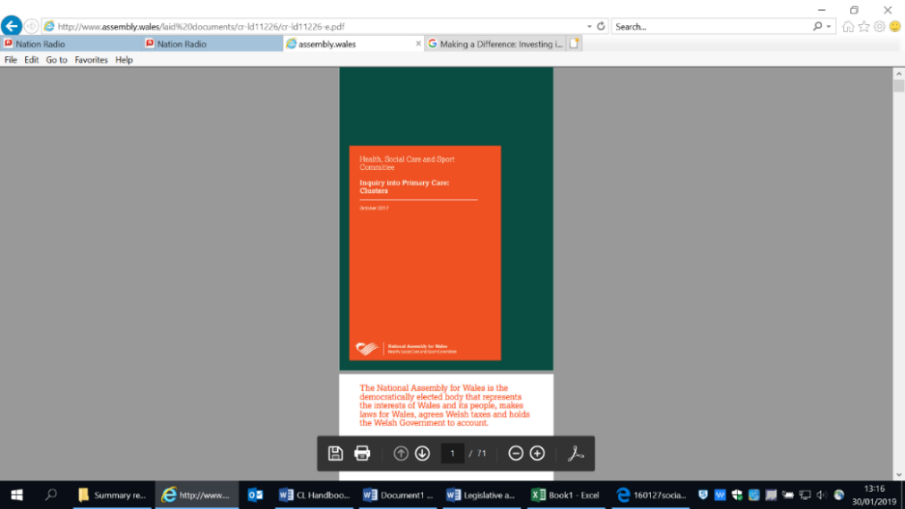 http://www.assembly.wales/laid%20documents/cr-ld11226/cr-ld11226-e.pdf
Search...
Nation Radio
Nation Radio
assembly.wales
Making a Difference: Investing i...
File Edit Go to Favorites Help
Health, Social Care and Sport
Committee
Inquiry into Primary Care:
Clusters
October 2017
National Assembly for Wales
Health, Social Care and Sport Committee
The National Assembly for Wales is the
democratically elected body that represents
the interests of Wales and its people, makes
laws for Wales, agrees Welsh taxes and holds
the Welsh Government to account.
1 / 71
Summary re...
http://www....
CL Handboo...
Document1 ...
Legislative a...
Book1 - Excel
160127socia...
13:16
30/01/2019